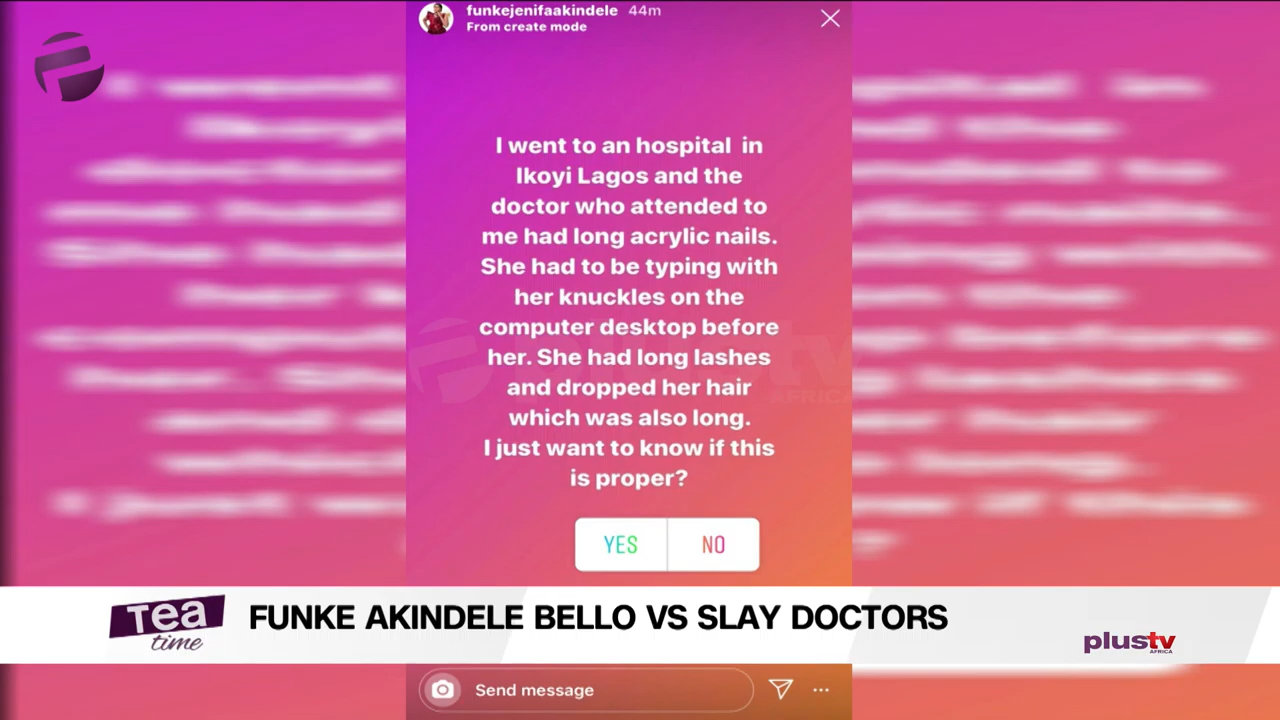 funkejenifaakindele 44m
From create mode
I went to an hospital in
Ikoyi Lagos and the
doctor who attended to
me had long acrylic nails.
She had to be typing with
her knuckles on the
computer desktop before
her. She had long lashes
and dropped her hair
which was also long.
I just want to know if this
is proper?
YES NO
Tea
time
FUNKE AKINDELE BELLO VS SLAY DOCTORS
plustv
AFRICA
Send message
plustv
AFRICA